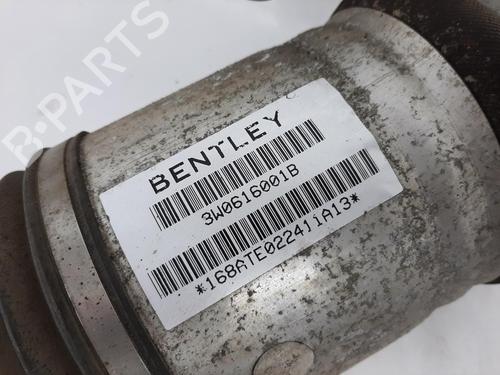 B-PARTS
BENTLEY
3W0616001B
*168ATE02241iA13*